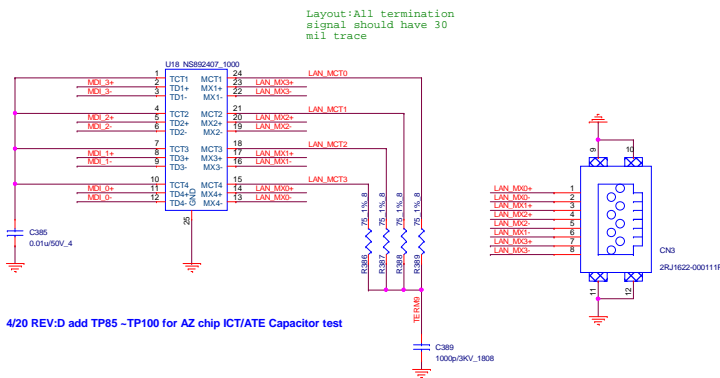 Layout:All termination
signal should have 30
mil trace
U18 NS892407_1000
1 TCT1 MCT1 24 LAN_MCT0
MDI_3+ 2 TD1+ MX1+ 23 LAN_MX3+
MDI_3- 3 TD1- MX1- 22 LAN_MX3-
4 TCT2 MCT2 21 LAN_MCT1
MDI_2+ 5 TD2+ MX2+ 20 LAN_MX2+
MDI_2- 6 TD2- MX2- 19 LAN_MX2-
7 TCT3 MCT3 18 LAN_MCT2
MDI_1+ 8 TD3+ MX3+ 17 LAN_MX1+
MDI_1- 9 TD3- MX3- 16 LAN_MX1-
10 TCT4 MCT4 15 LAN_MCT3
MDI_0+ 11 TD4+ MX4+ 14 LAN_MX0+
MDI_0- 12 TD4- MX4- 13 LAN_MX0-
GND
25
C385
0.01u/50V_4
R386 75_1%_8
R387 75_1%_8
R388 75_1%_8
R389 75_1%_8
TERM9
C389
1000p/3KV_1808
9 10
LAN_MX0+ 1
LAN_MX0- 2
LAN_MX1+ 3
LAN_MX2+ 4
LAN_MX2- 5
LAN_MX1- 6
LAN_MX3+ 7
LAN_MX3- 8
11 12
CN3
2RJ1622-000111F
4/20 REV:D add TP85 ~TP100 for AZ chip ICT/ATE Capacitor test